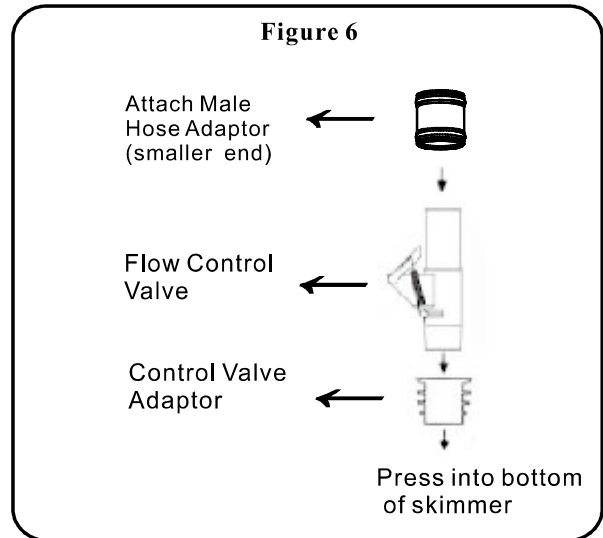 Figure 6
Attach Male
Hose Adaptor
(smaller end)
Flow Control
Valve
Control Valve
Adaptor
Press into bottom
of skimmer